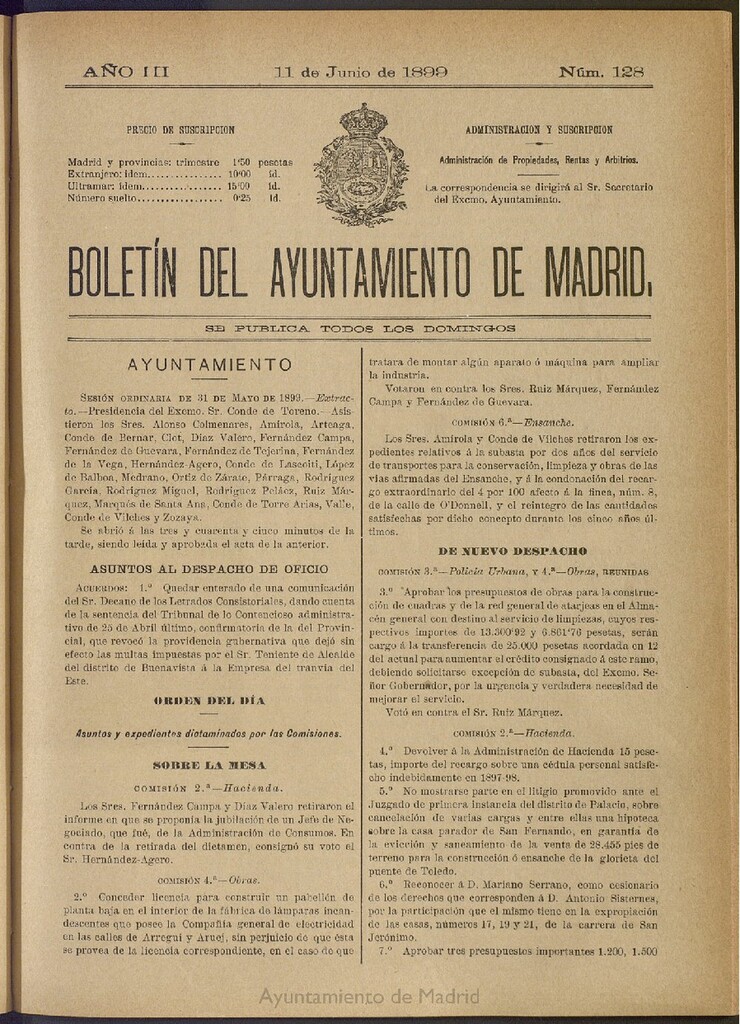 AÑO III
11 de Junio de 1899
Núm. 128
PRECIO DE SUSCRIPCION
Madrid y provincias: trimestre 1'50 pesetas
Extranjero: idem............... 10'00 id.
Ultramar: idem................ 15'00 id.
Número suelto................. 0'25 id.
ADMINISTRACION Y SUSCRIPCION
Administración de Propiedades, Rentas y Arbitrios.
La correspondencia se dirigirá al Sr. Secretario
del Excmo. Ayuntamiento.
BOLETÍN DEL AYUNTAMIENTO DE MADRID.
SE PUBLICA TODOS LOS DOMINGOS
AYUNTAMIENTO
SESIÓN ORDINARIA DE 31 DE MAYO DE 1899.—Extrac-
to.—Presidencia del Excmo. Sr. Conde de Toreno.—Asis-
tieron los Sres. Alonso Colmenares, Amírola, Arteaga,
Conde de Bernar, Clot, Díaz Valero, Fernández Campa,
Fernández de Guevara, Fernández de Tejerina, Fernández
de la Vega, Hernández-Agero, Conde de Lascoiti, López
de Balboa, Medrano, Ortiz de Zárate, Párraga, Rodríguez
García, Rodríguez Miguel, Rodríguez Peláez, Ruiz Már-
quez, Marqués de Santa Ana, Conde de Torre Arias, Valle,
Conde de Vilches y Zozaya.
Se abrió á las tres y cuarenta y cinco minutos de la
tarde, siendo leída y aprobada el acta de la anterior.
ASUNTOS AL DESPACHO DE OFICIO
ACUERDOS: 1.º Quedar enterado de una comunicación
del Sr. Decano de los Letrados Consistoriales, dando cuenta
de la sentencia del Tribunal de lo Contencioso administra-
tivo de 25 de Abril último, confirmatoria de la del Provin-
cial, que revocó la providencia gubernativa que dejó sin
efecto las multas impuestas por el Sr. Teniente de Alcalde
del distrito de Buenavista á la Empresa del tranvía del
Este.
ORDEN DEL DÍA
Asuntos y expedientes dictaminados por las Comisiones.
SOBRE LA MESA
COMISIÓN 2.ª—Hacienda.
Los Sres. Fernández Campa y Díaz Valero retiraron el
informe en que se proponía la jubilación de un Jefe de Ne-
gociado, que fué, de la Administración de Consumos. En
contra de la retirada del dictamen, consignó su voto el
Sr. Hernández-Agero.
COMISIÓN 4.ª—Obras.
2.º Conceder licencia para construir un pabellón de
planta baja en el interior de la fábrica de lámparas incan-
descentes que posee la Compañía general de electricidad
en las calles de Arregui y Aruej, sin perjuicio de que ésta
se provea de la licencia correspondiente, en el caso de que
tratara de montar algún aparato ó máquina para ampliar
la industria.
Votaron en contra los Sres. Ruiz Márquez, Fernández
Campa y Fernández de Guevara.
COMISIÓN 6.ª—Ensanche.
Los Sres. Amírola y Conde de Vilches retiraron los ex-
pedientes relativos á la subasta por dos años del servicio
de transportes para la conservación, limpieza y obras de las
vías afirmadas del Ensanche, y á la condonación del recar-
go extraordinario del 4 por 100 afecto á la finca, núm. 8,
de la calle de O'Donnell, y el reintegro de las cantidades
satisfechas por dicho concepto durante los cinco años úl-
timos.
DE NUEVO DESPACHO
COMISIÓN 3.ª—Policía Urbana, Y 4.ª—Obras, REUNIDAS
3.º Aprobar los presupuestos de obras para la construc-
ción de cuadras y de la red general de atarjeas en el Alma-
cén general con destino al servicio de limpiezas, cuyos res-
pectivos importes de 13.300'92 y 6.861'76 pesetas, serán
cargo á la transferencia de 25.000 pesetas acordada en 12
del actual para aumentar el crédito consignado á este ramo,
debiendo solicitarse excepción de subasta, del Excmo. Se-
ñor Gobernador, por la urgencia y verdadera necesidad de
mejorar el servicio.
Votó en contra el Sr. Ruiz Márquez.
COMISIÓN 2.ª—Hacienda.
4.º Devolver á la Administración de Hacienda 15 pese-
tas, importe del recargo sobre una cédula personal satisfe-
cho indebidamente en 1897-98.
5.º No mostrarse parte en el litigio promovido ante el
Juzgado de primera instancia del distrito de Palacio, sobre
cancelación de varias cargas y entre ellas una hipoteca
sobre la casa parador de San Fernando, en garantía de
la evicción y saneamiento de la venta de 28.455 pies de
terreno para la construcción ó ensanche de la glorieta del
puente de Toledo.
6.º Reconocer á D. Mariano Serrano, como cesionario
de los derechos que corresponden á D. Antonio Sisternes,
por la participación que el mismo tiene en la expropiación
de las casas, números 17, 19 y 21, de la carrera de San
Jerónimo.
7.º Aprobar tres presupuestos importantes 1.200, 1.500
Ayuntamiento de Madrid